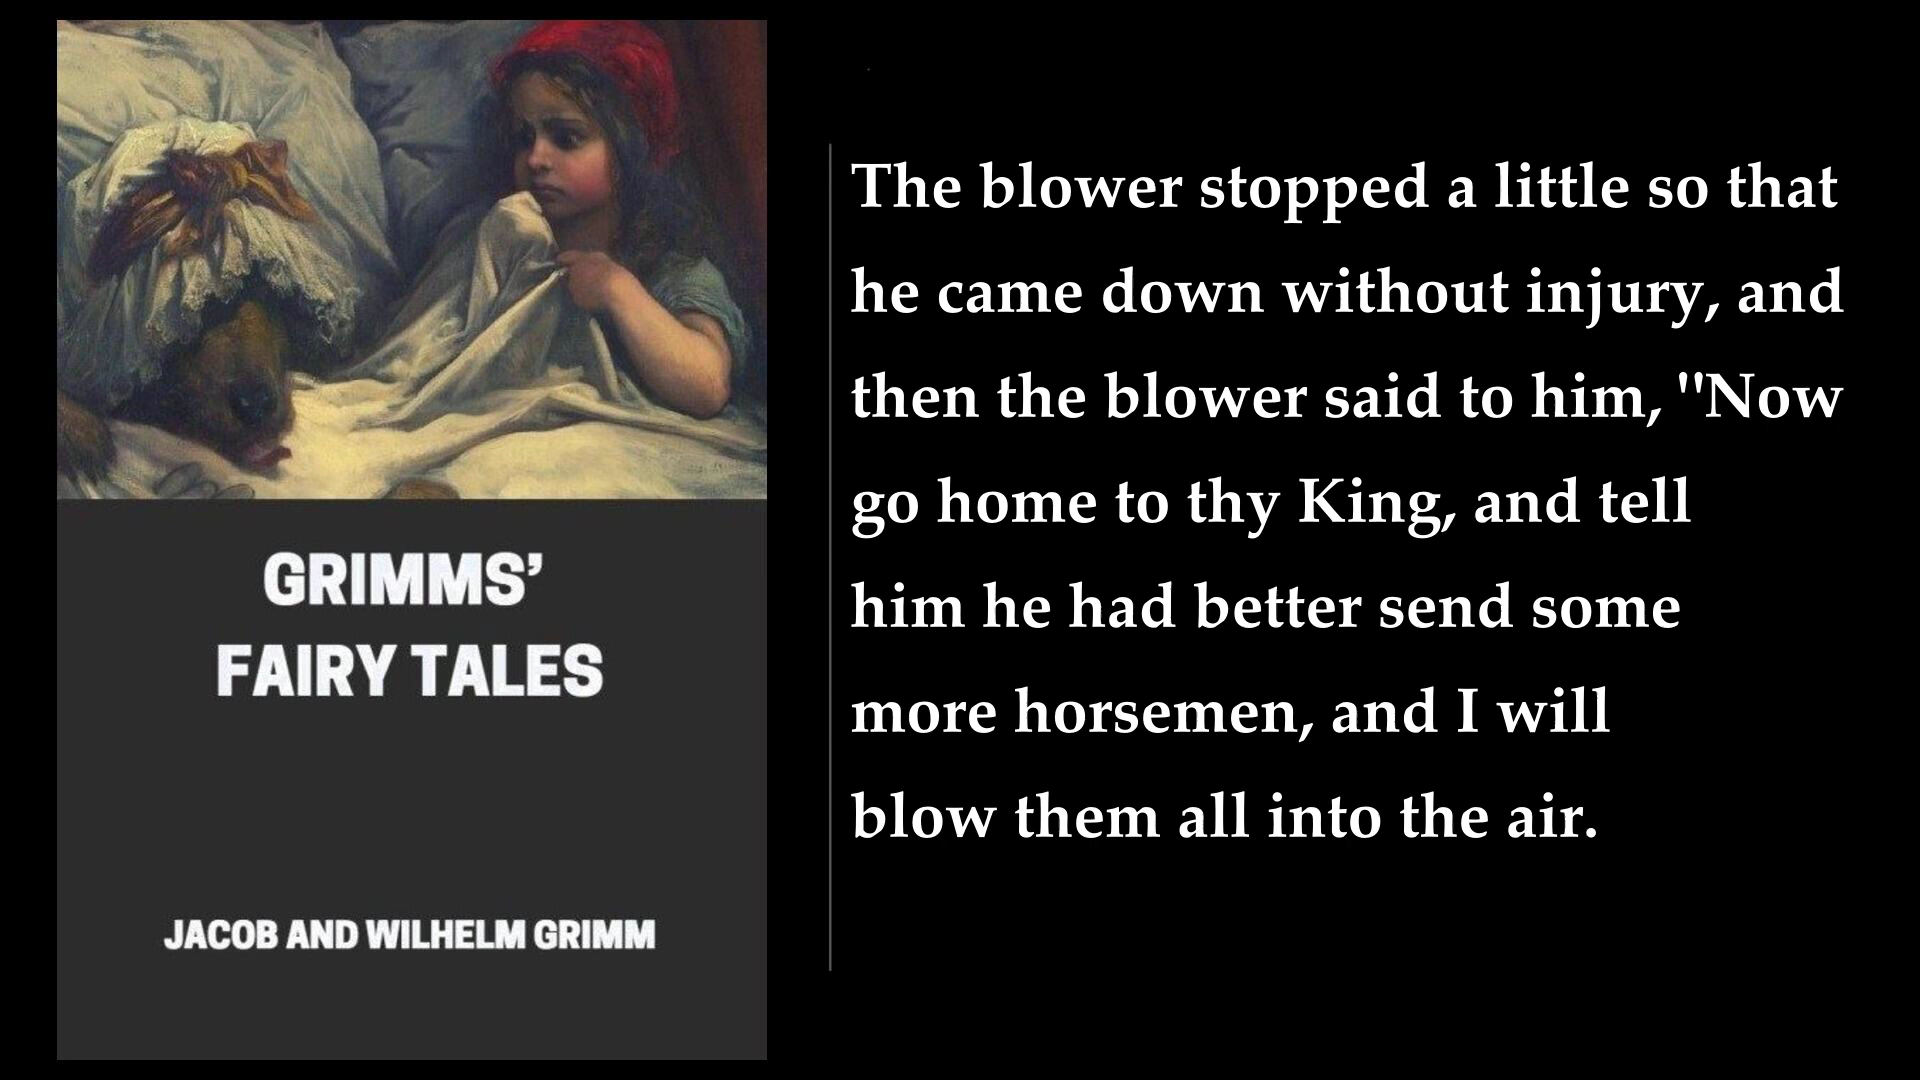 GRIMMS’
FAIRY TALES
JACOB AND WILHELM GRIMM
The blower stopped a little so that
he came down without injury, and
then the blower said to him, "Now
go home to thy King, and tell
him he had better send some
more horsemen, and I will
blow them all into the air.